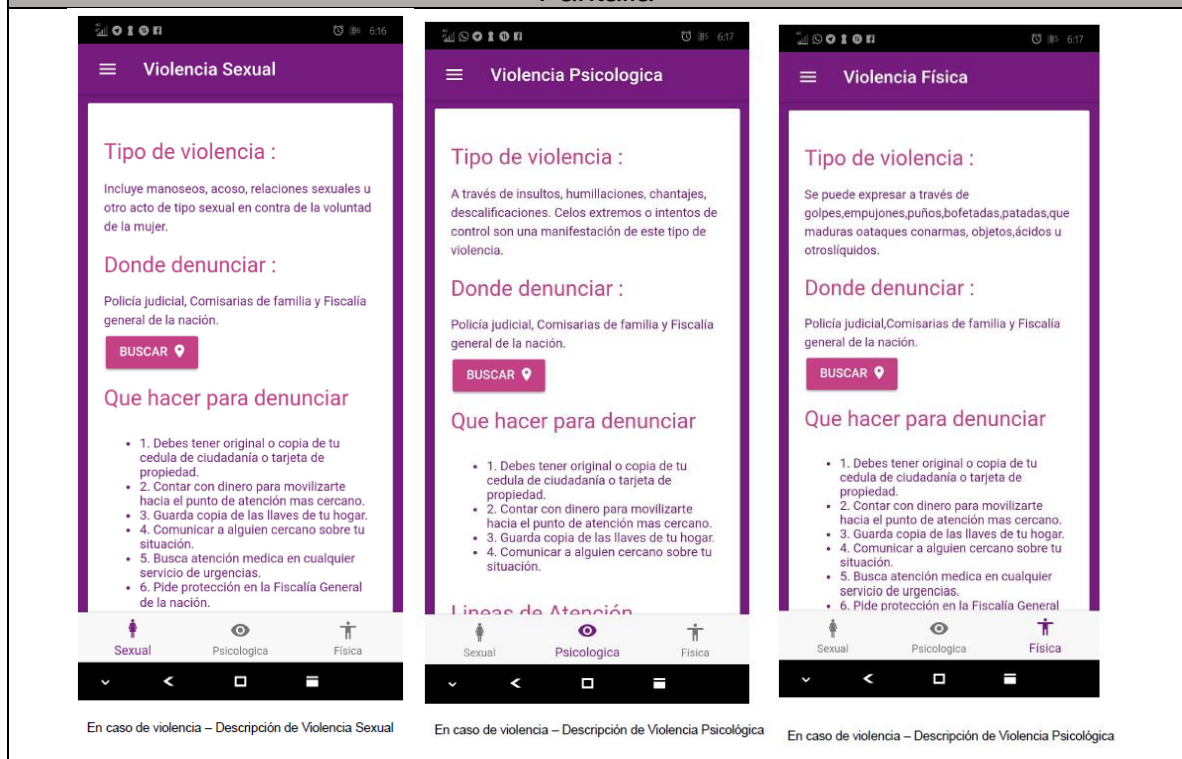 6:16
Violencia Sexual
Tipo de violencia :
Incluye manoseos, acoso, relaciones sexuales u
otro acto de tipo sexual en contra de la voluntad
de la mujer.
Donde denunciar :
Policía judicial, Comisarias de familia y Fiscalía
general de la nación.
BUSCAR
Que hacer para denunciar
• 1. Debes tener original o copia de tu
cedula de ciudadanía o tarjeta de
propiedad.
• 2. Contar con dinero para movilizarte
hacia el punto de atención mas cercano.
• 3. Guarda copia de las llaves de tu hogar.
• 4. Comunicar a alguien cercano sobre tu
situación.
• 5. Busca atención medica en cualquier
servicio de urgencias.
• 6. Pide protección en la Fiscalía General
de la nación.
Sexual
Psicologica
Física
En caso de violencia – Descripción de Violencia Sexual
6:17
Violencia Psicologica
Tipo de violencia :
A través de insultos, humillaciones, chantajes,
descalificaciones. Celos extremos o intentos de
control son una manifestación de este tipo de
violencia.
Donde denunciar :
Policía judicial, Comisarias de familia y Fiscalía
general de la nación.
BUSCAR
Que hacer para denunciar
• 1. Debes tener original o copia de tu
cedula de ciudadanía o tarjeta de
propiedad.
• 2. Contar con dinero para movilizarte
hacia el punto de atención mas cercano.
• 3. Guarda copia de las llaves de tu hogar.
• 4. Comunicar a alguien cercano sobre tu
situación.
Lineas de Atención
Sexual
Psicologica
Física
En caso de violencia – Descripción de Violencia Psicológica
6:17
Violencia Física
Tipo de violencia :
Se puede expresar a través de
golpes,empujones,puños,bofetadas,patadas,que
maduras oataques conarmas, objetos,ácidos u
otroslíquidos.
Donde denunciar :
Policía judicial,Comisarias de familia y Fiscalía
general de la nación.
BUSCAR
Que hacer para denunciar
• 1. Debes tener original o copia de tu
cedula de ciudadanía o tarjeta de
propiedad.
• 2. Contar con dinero para movilizarte
hacia el punto de atención mas cercano.
• 3. Guarda copia de las llaves de tu hogar.
• 4. Comunicar a alguien cercano sobre tu
situación.
• 5. Busca atención medica en cualquier
servicio de urgencias.
• 6. Pide protección en la Fiscalía General
Sexual
Psicologica
Física
En caso de violencia – Descripción de Violencia Psicológica